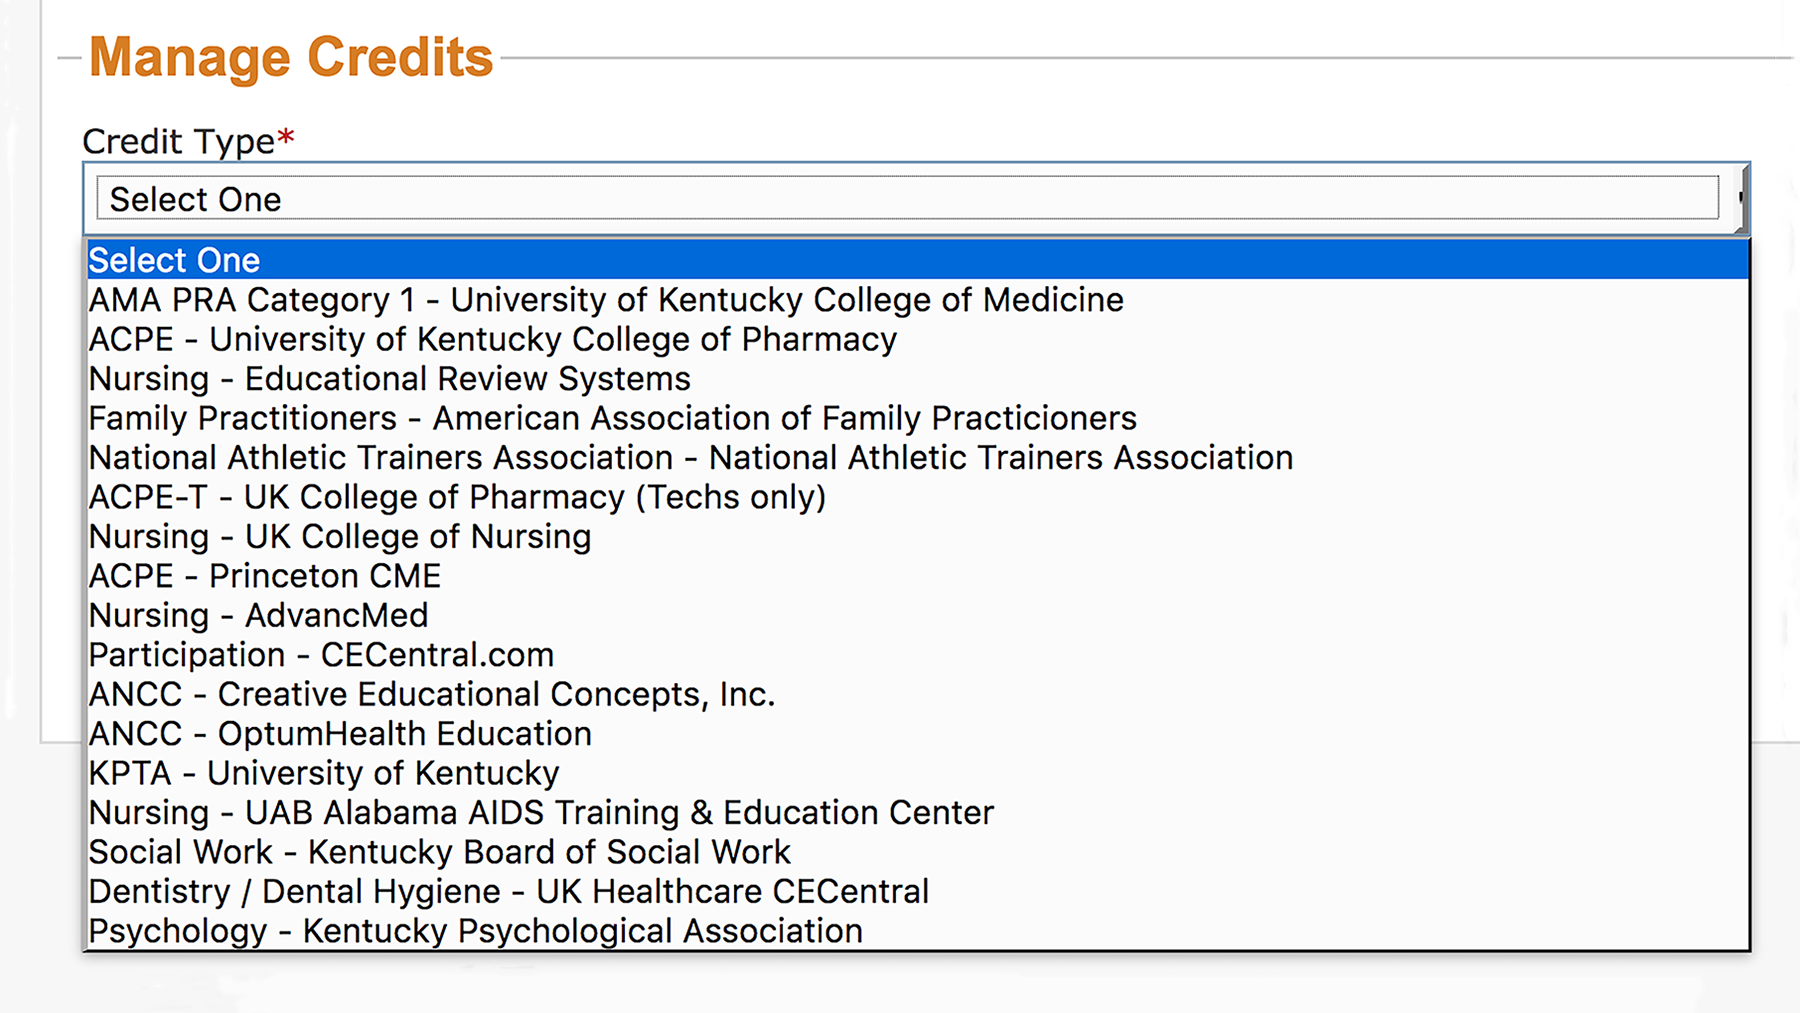 Manage Credits
Credit Type*
Select One
Select One
AMA PRA Category 1 - University of Kentucky College of Medicine
ACPE - University of Kentucky College of Pharmacy
Nursing - Educational Review Systems
Family Practitioners - American Association of Family Practicioners
National Athletic Trainers Association - National Athletic Trainers Association
ACPE-T - UK College of Pharmacy (Techs only)
Nursing - UK College of Nursing
ACPE - Princeton CME
Nursing - AdvancMed
Participation - CECentral.com
ANCC - Creative Educational Concepts, Inc.
ANCC - OptumHealth Education
KPTA - University of Kentucky
Nursing - UAB Alabama AIDS Training & Education Center
Social Work - Kentucky Board of Social Work
Dentistry / Dental Hygiene - UK Healthcare CECentral
Psychology - Kentucky Psychological Association